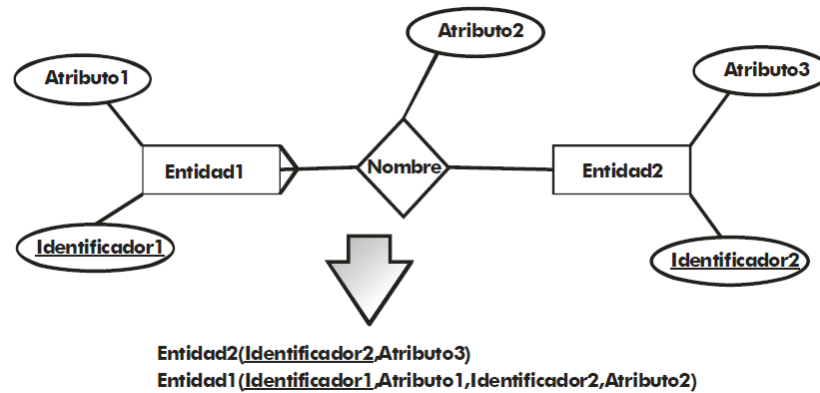 Atributo2
Atributo1
Atributo3
Entidad1
Nombre
Entidad2
Identificador1
Identificador2
Entidad2(Identificador2,Atributo3)
Entidad1(Identificador1,Atributo1,Identificador2,Atributo2)